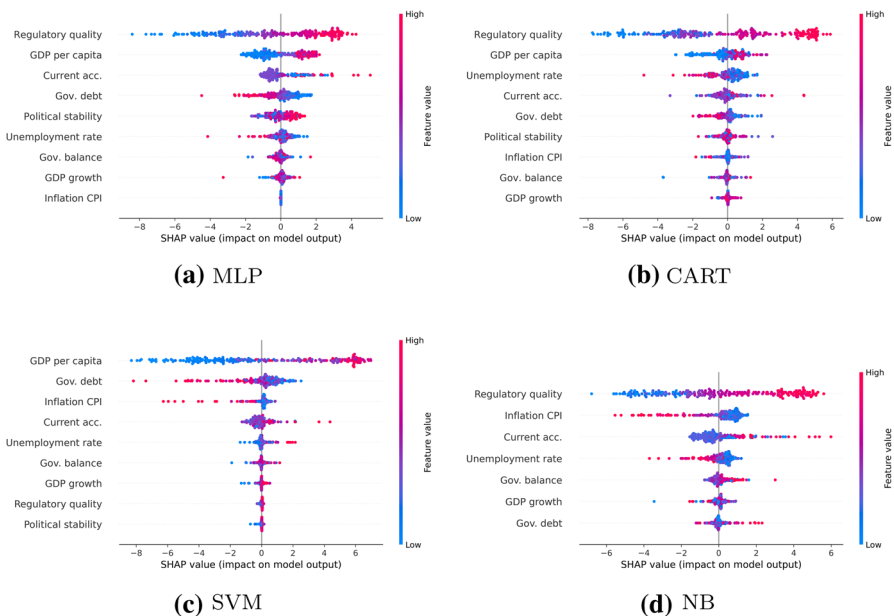 High
Regulatory quality
GDP per capita
Current acc.
Gov. debt
Political stability
Unemployment rate
Gov. balance
GDP growth
Inflation CPI
Feature value
Low
-8 -6 -4 -2 0 2 4
SHAP value (impact on model output)
(a) MLP
High
Regulatory quality
GDP per capita
Unemployment rate
Current acc.
Gov. debt
Political stability
Inflation CPI
Gov. balance
GDP growth
Feature value
Low
−8 −6 −4 −2 0 2 4 6
SHAP value (impact on model output)
(b) CART
High
GDP per capita
Gov. debt
Inflation CPI
Current acc.
Unemployment rate
Gov. balance
GDP growth
Regulatory quality
Political stability
Feature value
Low
−8 −6 −4 −2 0 2 4 6
SHAP value (impact on model output)
(c) SVM
High
Regulatory quality
Inflation CPI
Current acc.
Unemployment rate
Gov. balance
GDP growth
Gov. debt
Feature value
Low
−6 −4 −2 0 2 4 6
SHAP value (impact on model output)
(d) NB